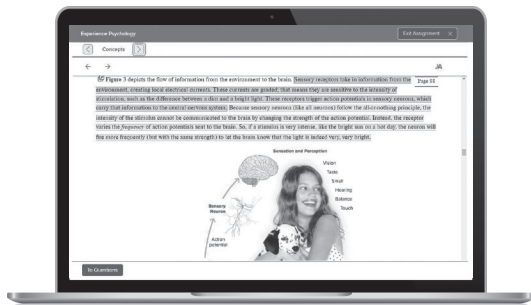 Experience Psychology
Exit Assignment ×
< Concepts >
← → JA
Figure 3 depicts the flow of information from the environment to the brain. Sensory receptors take in information from the
environment, creating local electrical currents. These currents are graded; that means they are sensitive to the intensity of
stimulation, such as the difference between a dim and a bright light. These receptors trigger action potentials in sensory neurons, which
carry that information to the central nervous system. Because sensory neurons (like all neurons) follow the all-or-nothing principle, the
intensity of the stimulus cannot be communicated to the brain by changing the strength of the action potential. Instead, the receptor
varies the frequency of action potentials sent to the brain. So, if a stimulus is very intense, like the bright sun on a hot day, the neuron will
fire more frequently (but with the same strength) to let the brain know that the light is indeed very, very bright.
Sensation and Perception
Vision
Taste
Smell
Hearing
Balance
Touch
Sensory
Neuron
Action
potential
To Questions